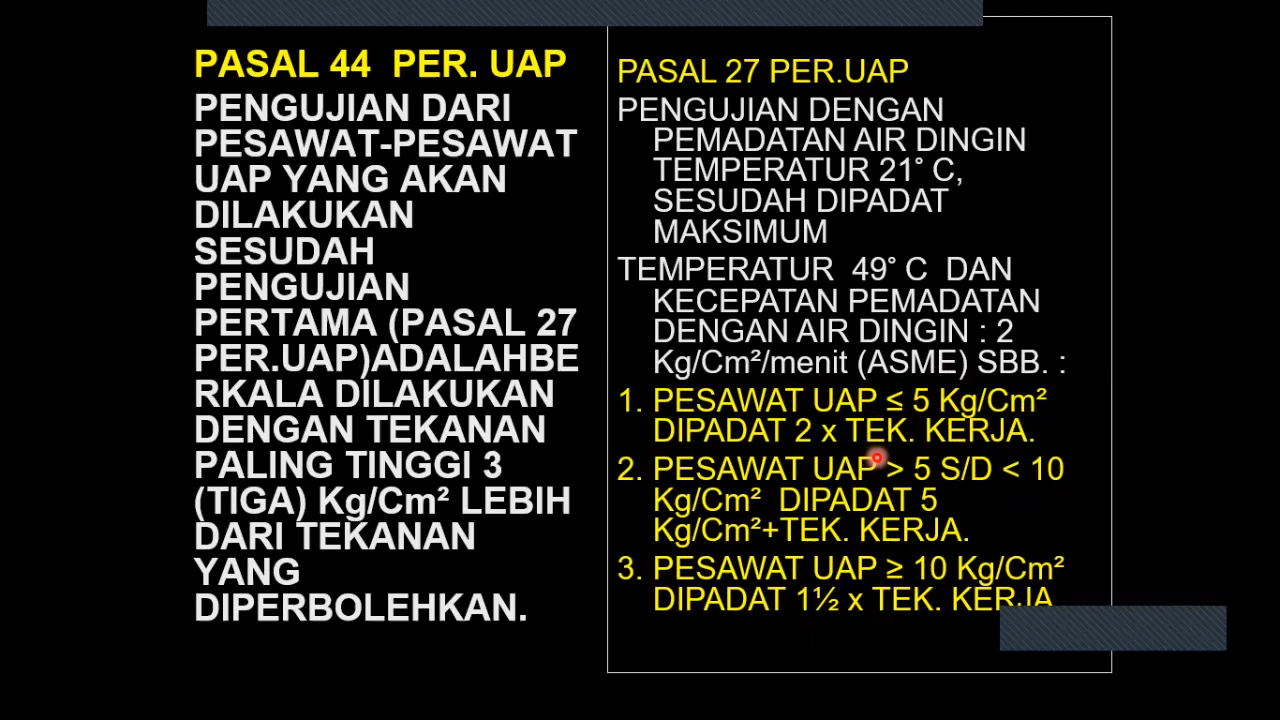 PASAL 44  PER. UAP
PENGUJIAN DARI
PESAWAT-PESAWAT
UAP YANG AKAN
DILAKUKAN
SESUDAH
PENGUJIAN
PERTAMA (PASAL 27
PER.UAP)ADALAHBE
RKALA DILAKUKAN
DENGAN TEKANAN
PALING TINGGI 3
(TIGA) Kg/Cm² LEBIH
DARI TEKANAN
YANG
DIPERBOLEHKAN.
PASAL 27 PER.UAP
PENGUJIAN DENGAN
PEMADATAN AIR DINGIN
TEMPERATUR 21° C,
SESUDAH DIPADAT
MAKSIMUM
TEMPERATUR  49° C  DAN
KECEPATAN PEMADATAN
DENGAN AIR DINGIN : 2
Kg/Cm²/menit (ASME) SBB. :
1. PESAWAT UAP ≤ 5 Kg/Cm²
DIPADAT 2 x TEK. KERJA.
2. PESAWAT UAP > 5 S/D < 10
Kg/Cm²  DIPADAT 5
Kg/Cm²+TEK. KERJA.
3. PESAWAT UAP ≥ 10 Kg/Cm²
DIPADAT 1½ x TEK. KERJA